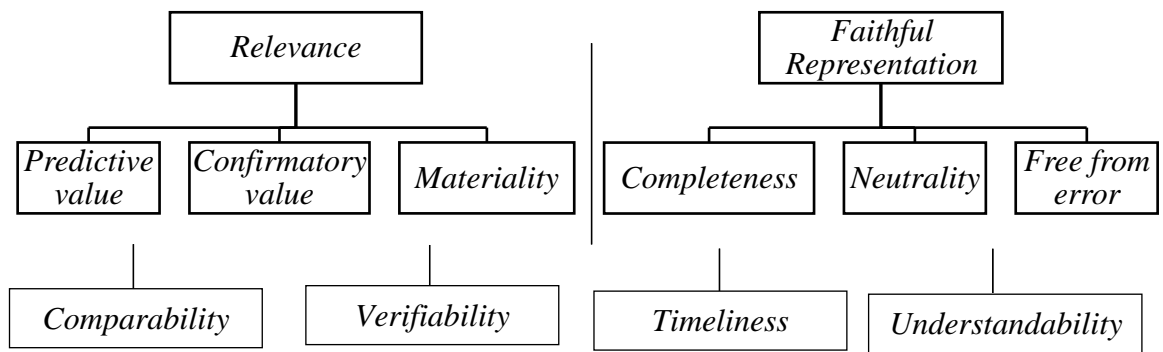 Relevance
Faithful
Representation
Predictive
value
Confirmatory
value
Materiality
Completeness
Neutrality
Free from
error
Comparability
Verifiability
Timeliness
Understandability